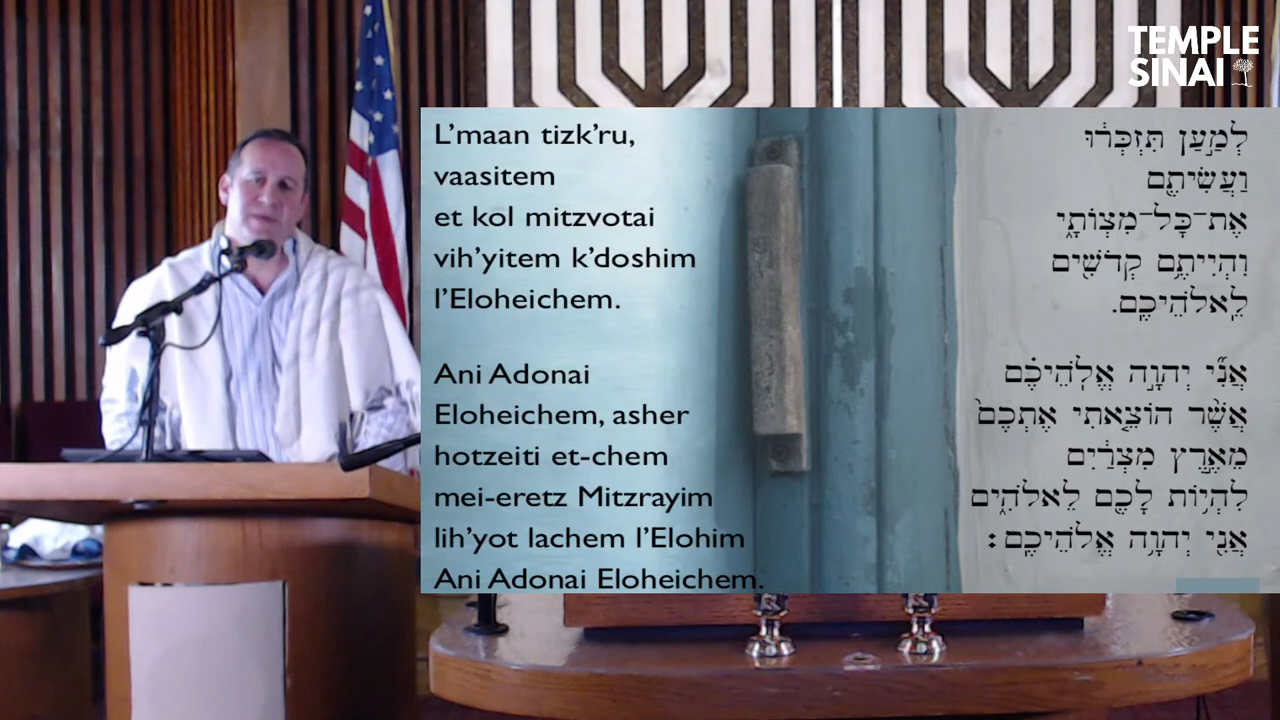 TEMPLE
SINAI
L’maan tizk’ru,
vaasitem
et kol mitzvotai
vih’yitem k’doshim
l’Eloheichem.
Ani Adonai
Eloheichem, asher
hotzeiti et-chem
mei-eretz Mitzrayim
lih’yot lachem l’Elohim
Ani Adonai Eloheichem.
לְמַ֣עַן תִּזְכְּר֔וּ
וַעֲשִׂיתֶ֖ם
אֶת־כָּל־מִצְוֺתָ֑י
וִהְיִיתֶ֥ם קְדֹשִׁ֖ים
לֵֽאלֹהֵיכֶֽם.
אֲנִ֞י יְהוָ֣ה אֱלֹֽהֵיכֶ֗ם
אֲשֶׁ֨ר הוֹצֵ֤אתִי אֶתְכֶם֙
מֵאֶ֣רֶץ מִצְרַ֔יִם
לִהְי֥וֹת לָכֶ֖ם לֵאלֹהִ֑ים
אֲנִ֖י יְהוָ֥ה אֱלֹהֵיכֶֽם׃